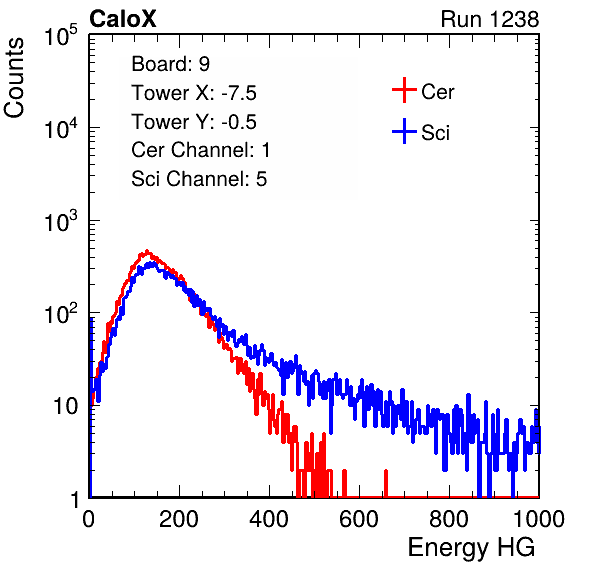 CaloX Run 1238
Counts
Board: 9
Tower X: -7.5
Tower Y: -0.5
Cer Channel: 1
Sci Channel: 5
Cer
Sci
10^5
10^4
10^3
10^2
10
1
0 200 400 600 800 1000
Energy HG